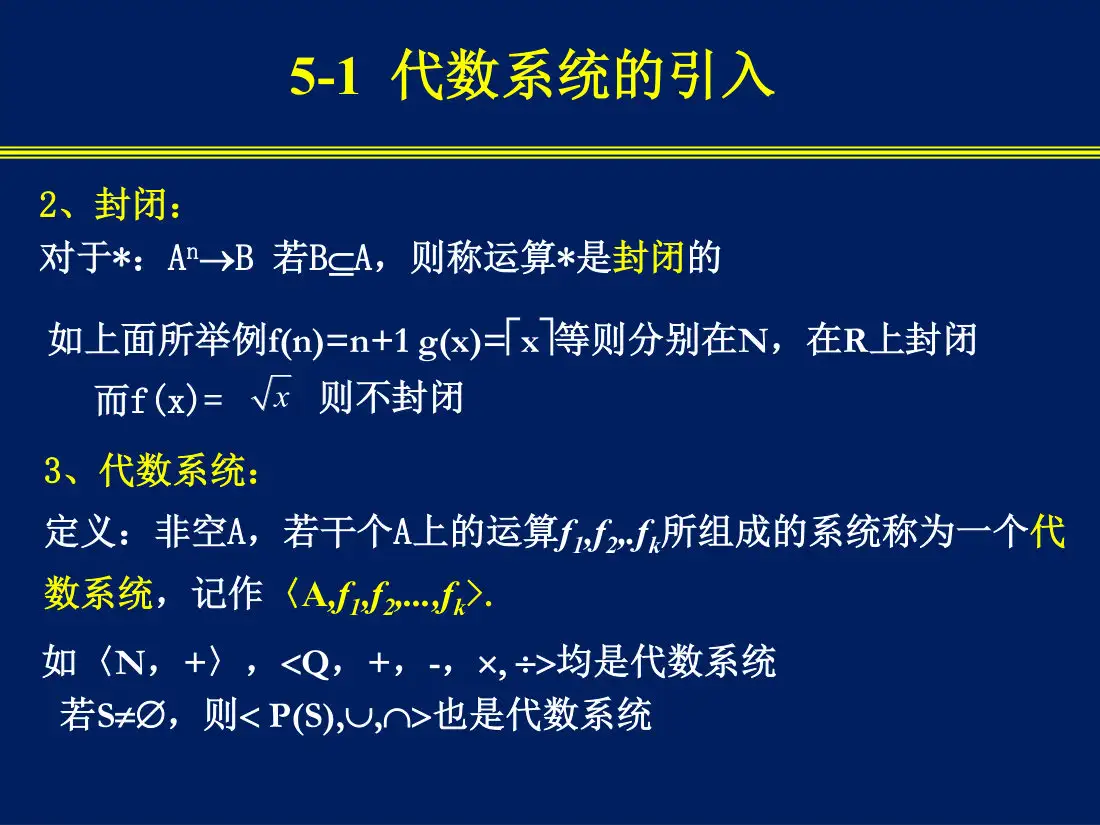 5-1 代数系统的引入
2、封闭：
对于*：Aⁿ→B 若B⊆A，则称运算*是封闭的
如上面所举例f(n)=n+1 g(x)=⌈x⌉等则分别在N，在R上封闭
而f(x)= √x 则不封闭
3、代数系统：
定义：非空A，若干个A上的运算f₁,f₂,.fₖ所组成的系统称为一个代
数系统，记作〈A,f₁,f₂,...,fₖ>.
如〈N，+〉，<Q，+，-，×, ÷>均是代数系统
若S≠∅，则< P(S),∪,∩>也是代数系统